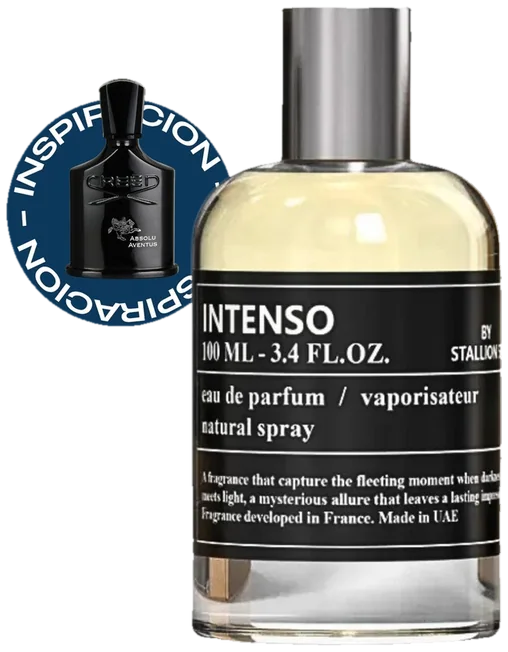 INSPIRACION - INSPIRACION -
CREED
ABSOLU
AVENTUS
INTENSO
100 ML - 3.4 FL.OZ.
BY
STALLION
eau de parfum / vaporisateur
natural spray
A fragrance that capture the fleeting moment when
meets light, a mysterious allure that leaves a lasting
Fragrance developed in France. Made in UAE